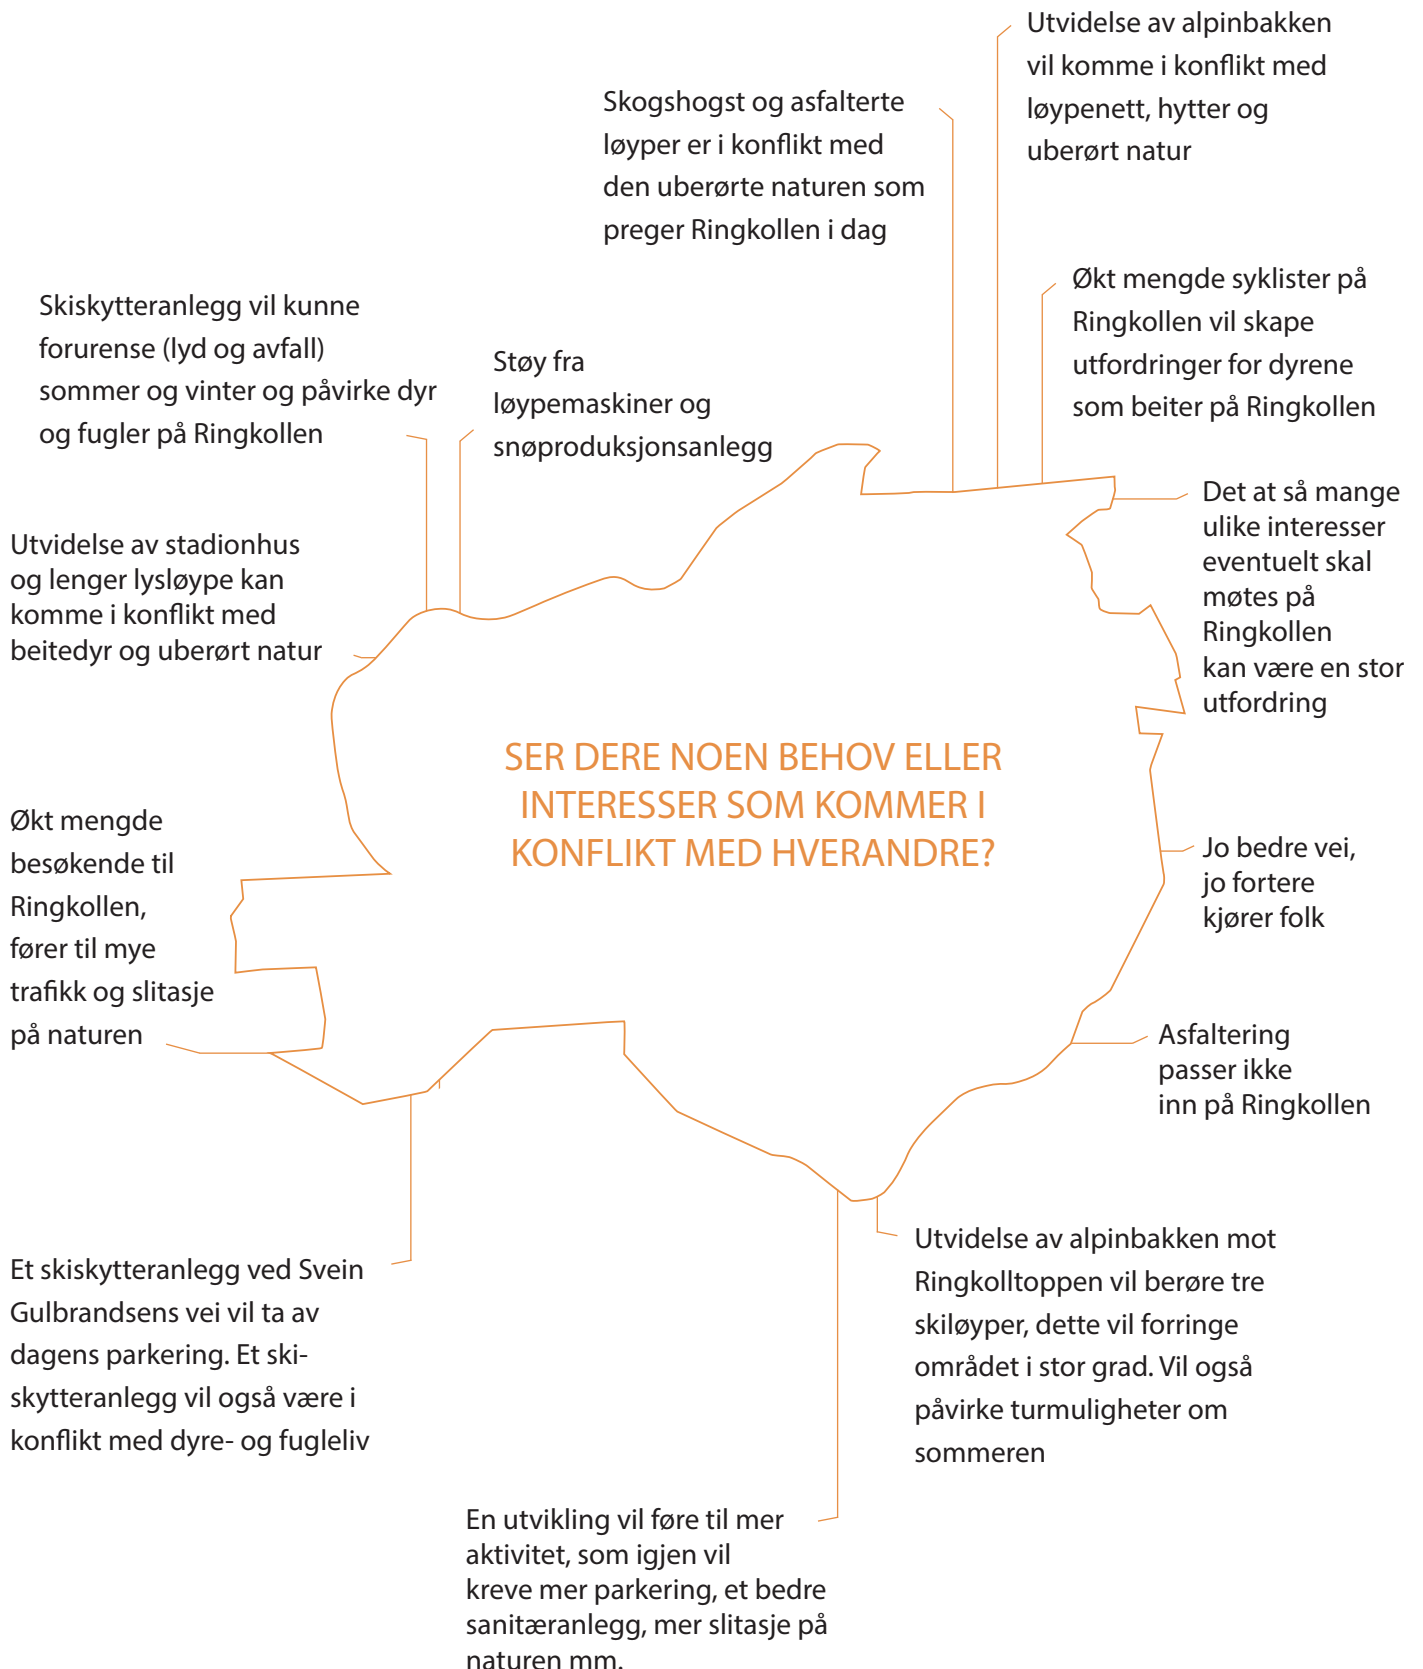 Utvidelse av alpinbakken
vil komme i konflikt med
løypenett, hytter og
uberørt natur
Skogshogst og asfalterte
løyper er i konflikt med
den uberørte naturen som
preger Ringkollen i dag
Økt mengde syklister på
Ringkollen vil skape
utfordringer for dyrene
som beiter på Ringkollen
Skiskytteranlegg vil kunne
forurense (lyd og avfall)
sommer og vinter og påvirke dyr
og fugler på Ringkollen
Støy fra
løypemaskiner og
snøproduksjonsanlegg
Det at så mange
ulike interesser
eventuelt skal
møtes på
Ringkollen
kan være en stor
utfordring
Utvidelse av stadionhus
og lenger lysløype kan
komme i konflikt med
beitedyr og uberørt natur
SER DERE NOEN BEHOV ELLER
INTERESSER SOM KOMMER I
KONFLIKT MED HVERANDRE?
Økt mengde
besøkende til
Ringkollen,
fører til mye
trafikk og slitasje
på naturen
Jo bedre vei,
jo fortere
kjører folk
Asfaltering
passer ikke
inn på Ringkollen
Et skiskytteranlegg ved Svein
Gulbrandsens vei vil ta av
dagens parkering. Et ski-
skytteranlegg vil også være i
konflikt med dyre- og fugleliv
Utvidelse av alpinbakken mot
Ringkolltoppen vil berøre tre
skiløyper, dette vil forringe
området i stor grad. Vil også
påvirke turmuligheter om
sommeren
En utvikling vil føre til mer
aktivitet, som igjen vil
kreve mer parkering, et bedre
sanitæranlegg, mer slitasje på
naturen mm.